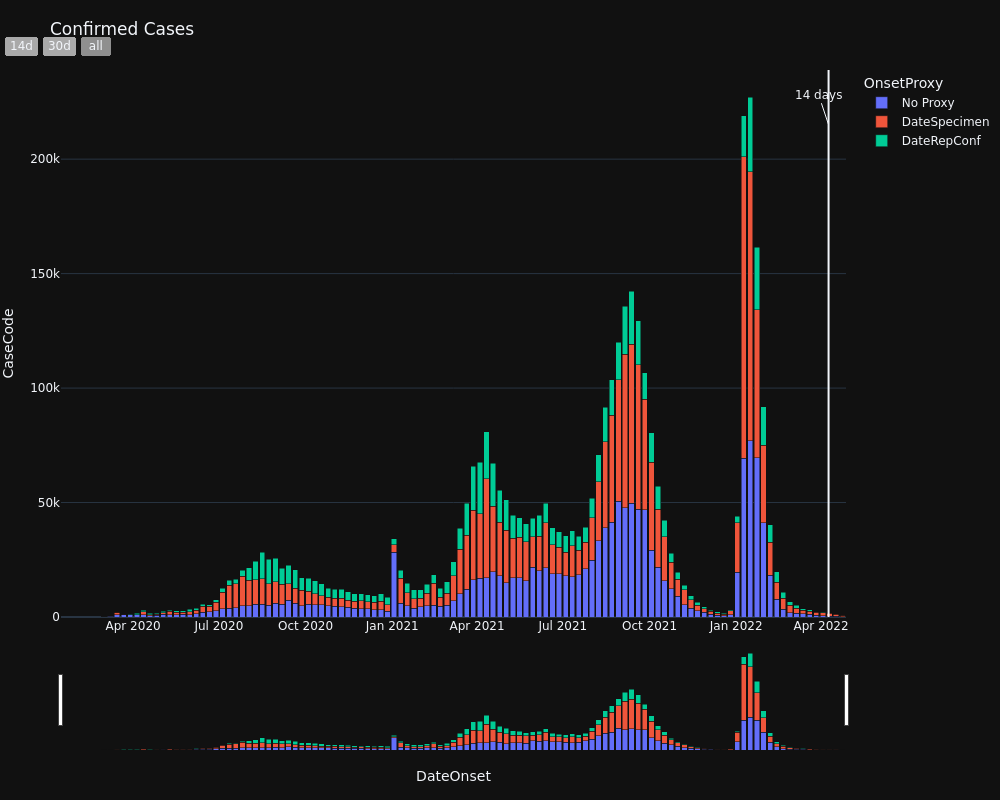 Confirmed Cases
14d 30d all
14 days
OnsetProxy
No Proxy
DateSpecimen
DateRepConf
CaseCode
200k
150k
100k
50k
0
Apr 2020 Jul 2020 Oct 2020 Jan 2021 Apr 2021 Jul 2021 Oct 2021 Jan 2022 Apr 2022
DateOnset